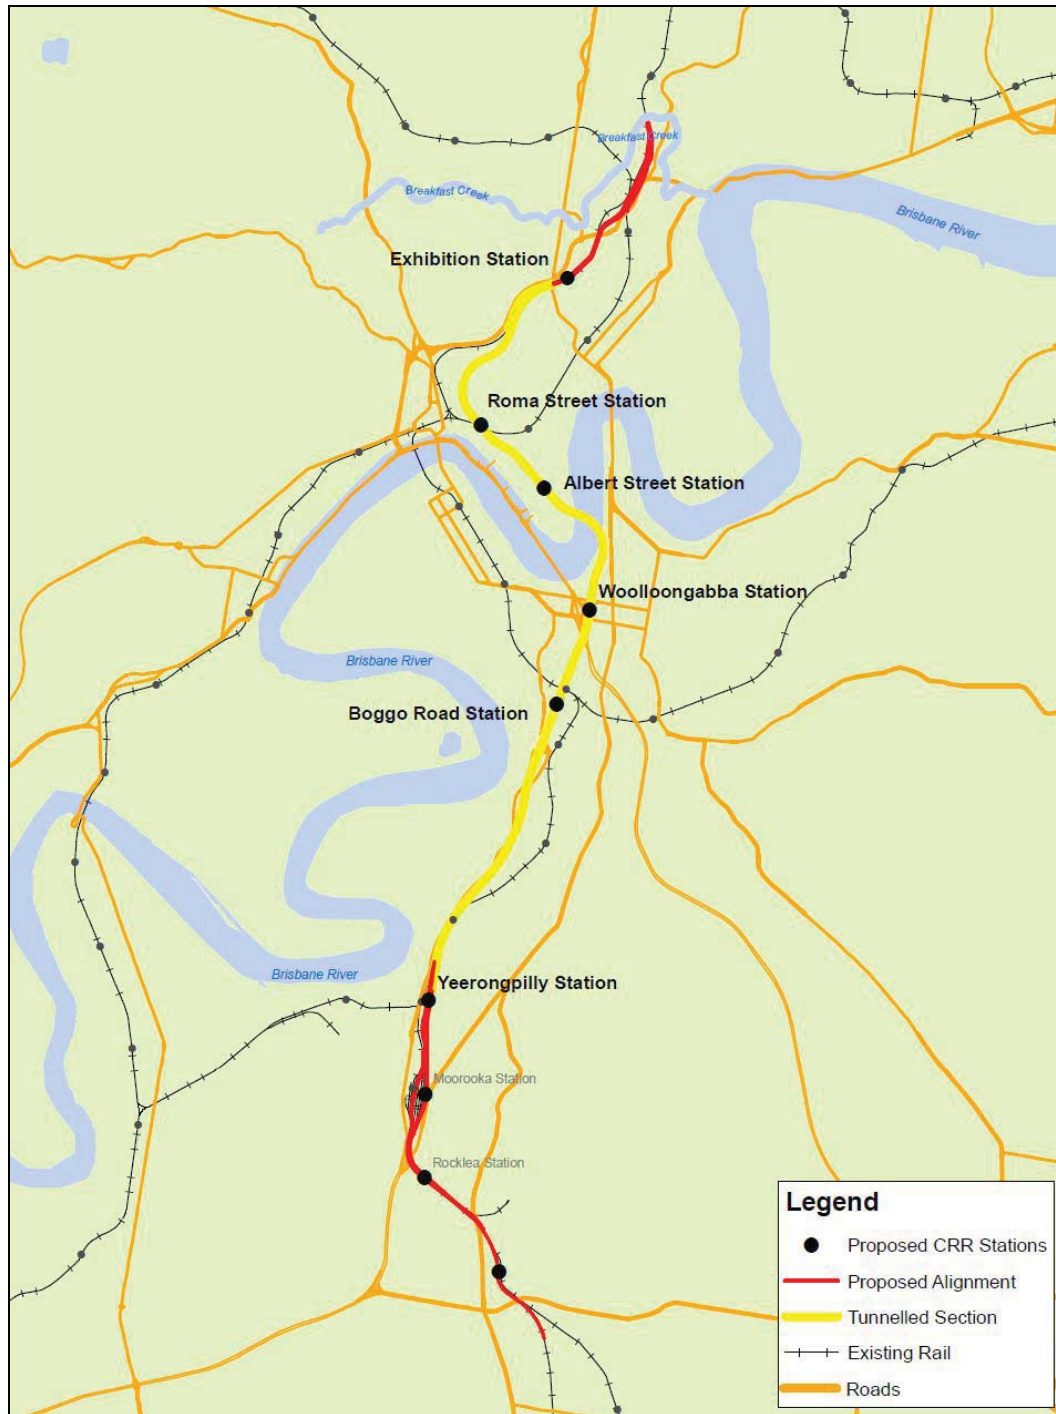 Breakfast Creek
Breakfast Creek
Brisbane River
Exhibition Station
Roma Street Station
Albert Street Station
Woolloongabba Station
Brisbane River
Boggo Road Station
Brisbane River
Yeerongpilly Station
Moorooka Station
Rocklea Station
Legend
Proposed CRR Stations
Proposed Alignment
Tunnelled Section
Existing Rail
Roads